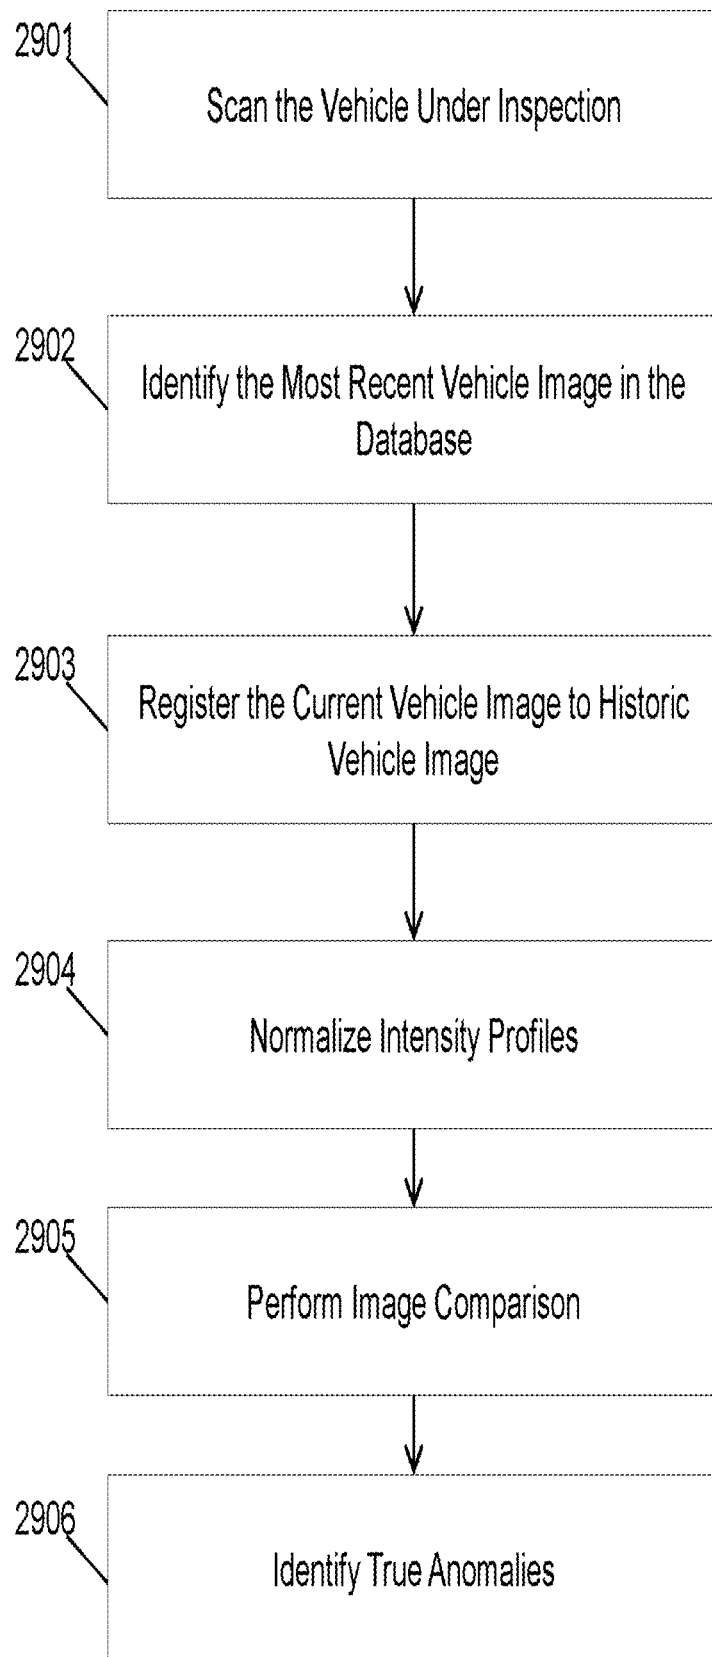 2901
Scan the Vehicle Under Inspection
2902
Identify the Most Recent Vehicle Image in the
Database
2903
Register the Current Vehicle Image to Historic
Vehicle Image
2904
Normalize Intensity Profiles
2905
Perform Image Comparison
2906
Identify True Anomalies